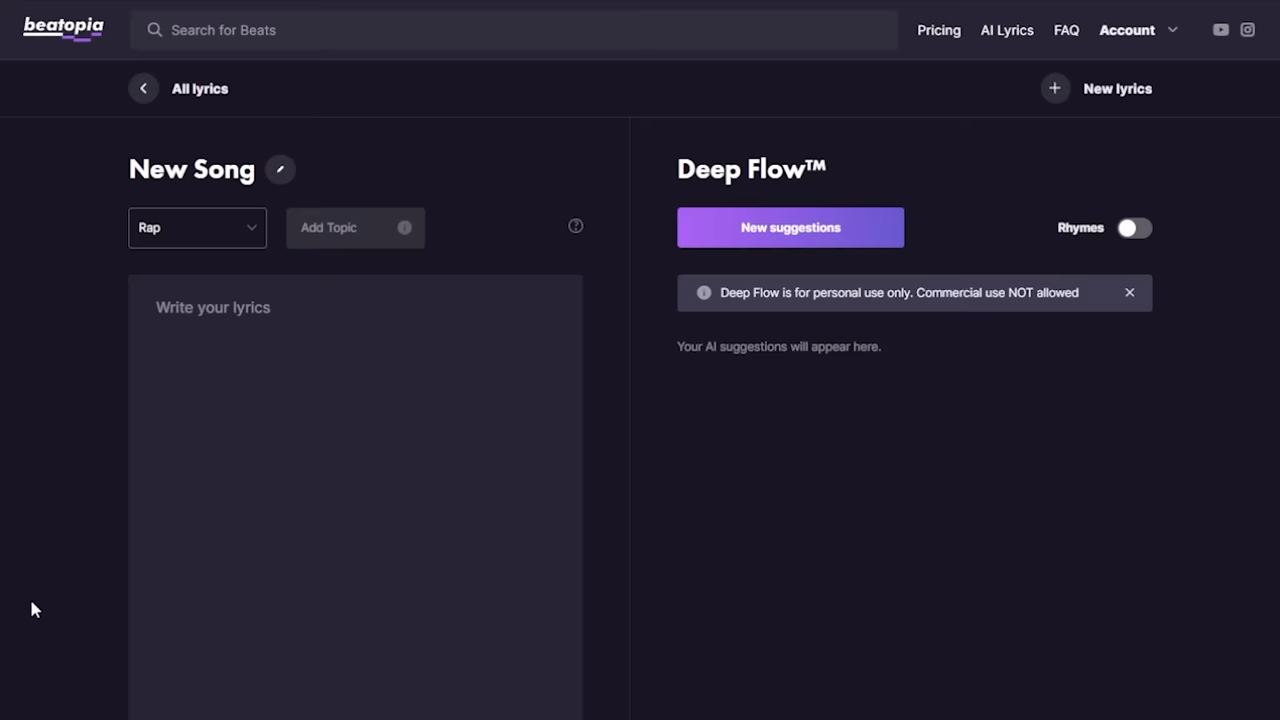 beatopia
Search for Beats
Pricing
AI Lyrics
FAQ
Account
All lyrics
New lyrics
New Song
Rap
Add Topic
Write your lyrics
Deep Flow™
New suggestions
Rhymes
Deep Flow is for personal use only. Commercial use NOT allowed
Your AI suggestions will appear here.